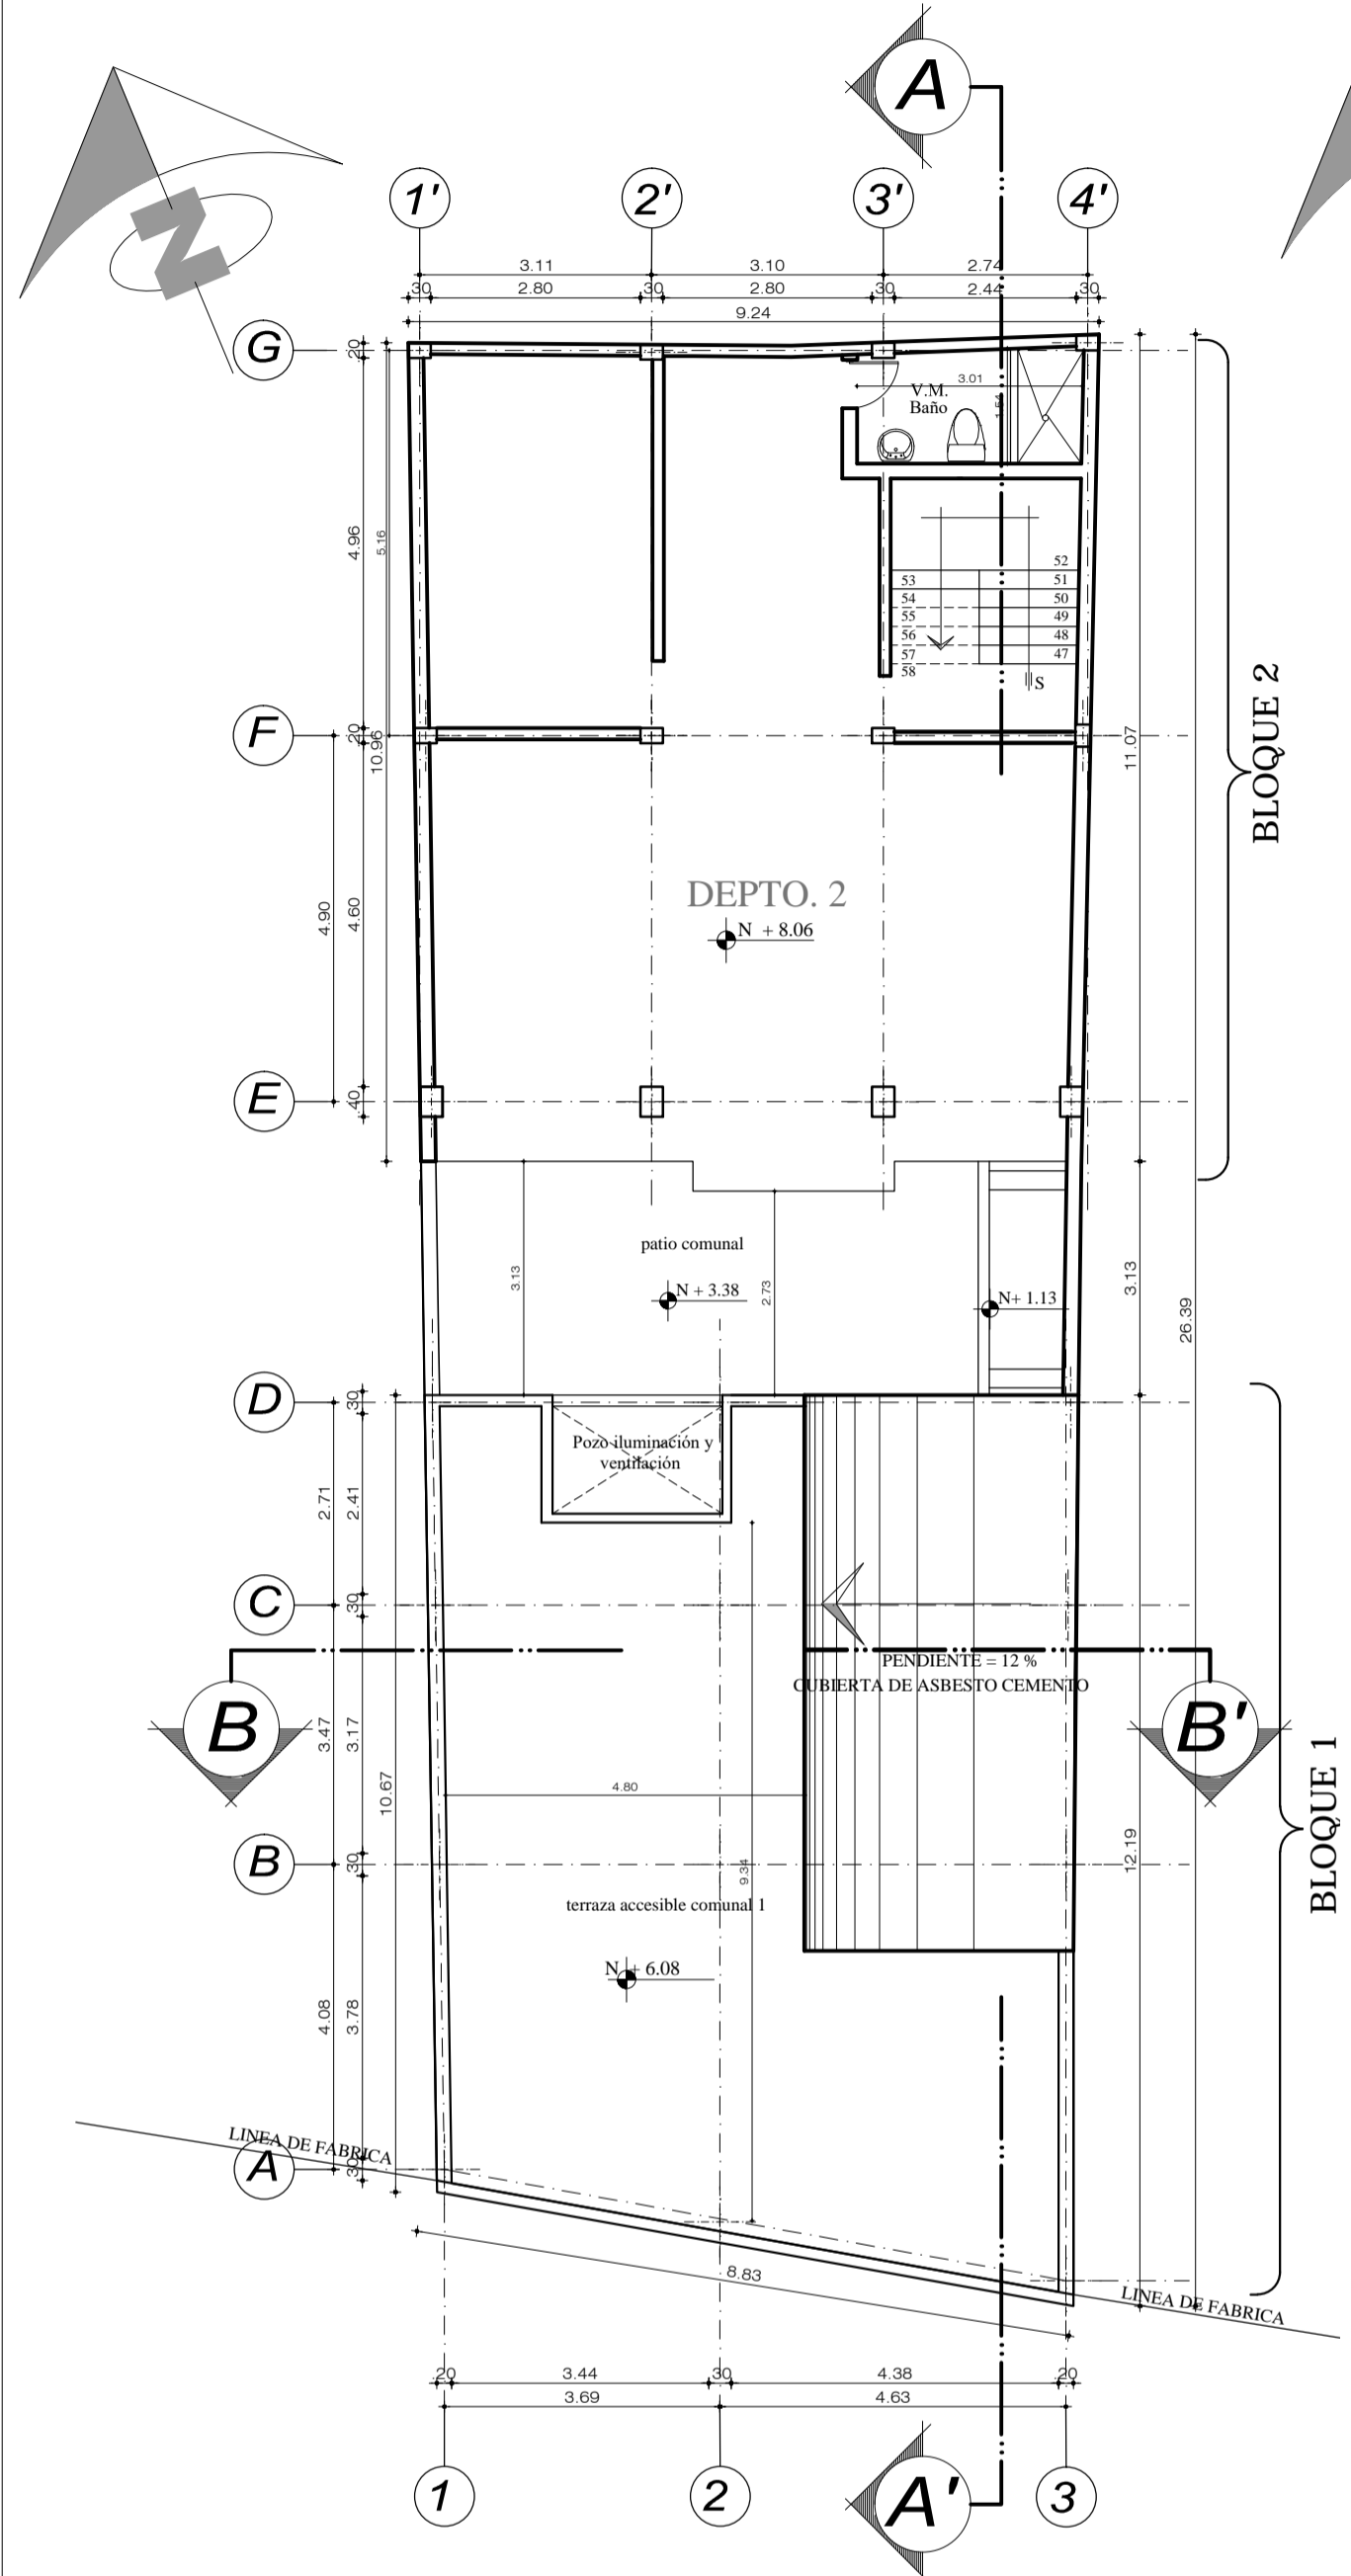 A
N
1'
2'
3'
4'
3.11
3.10
2.74
.30
2.80
.30
2.80
.30
2.44
.30
9.24
G
.20
3.01
V.M.
Baño
1.54
4.96
5.16
52
53
51
54
50
55
49
56
48
57
47
58
S
F
.20
10.96
11.07
BLOQUE 2
DEPTO. 2
N + 8.06
4.90
4.60
E
.40
patio comunal
3.13
N + 3.38
2.73
N+ 1.13
3.13
26.39
D
.30
Pozo iluminación y
ventilación
2.71
2.41
C
.30
PENDIENTE = 12 %
CUBIERTA DE ASBESTO CEMENTO
B
B'
3.47
3.17
10.67
4.80
BLOQUE 1
B
.30
9.34
12.19
terraza accesible comunal 1
N + 6.08
4.08
3.78
LINEA DE FABRICA
A
.30
8.83
LINEA DE FABRICA
.20
3.44
.30
4.38
.20
3.69
4.63
1
2
A'
3